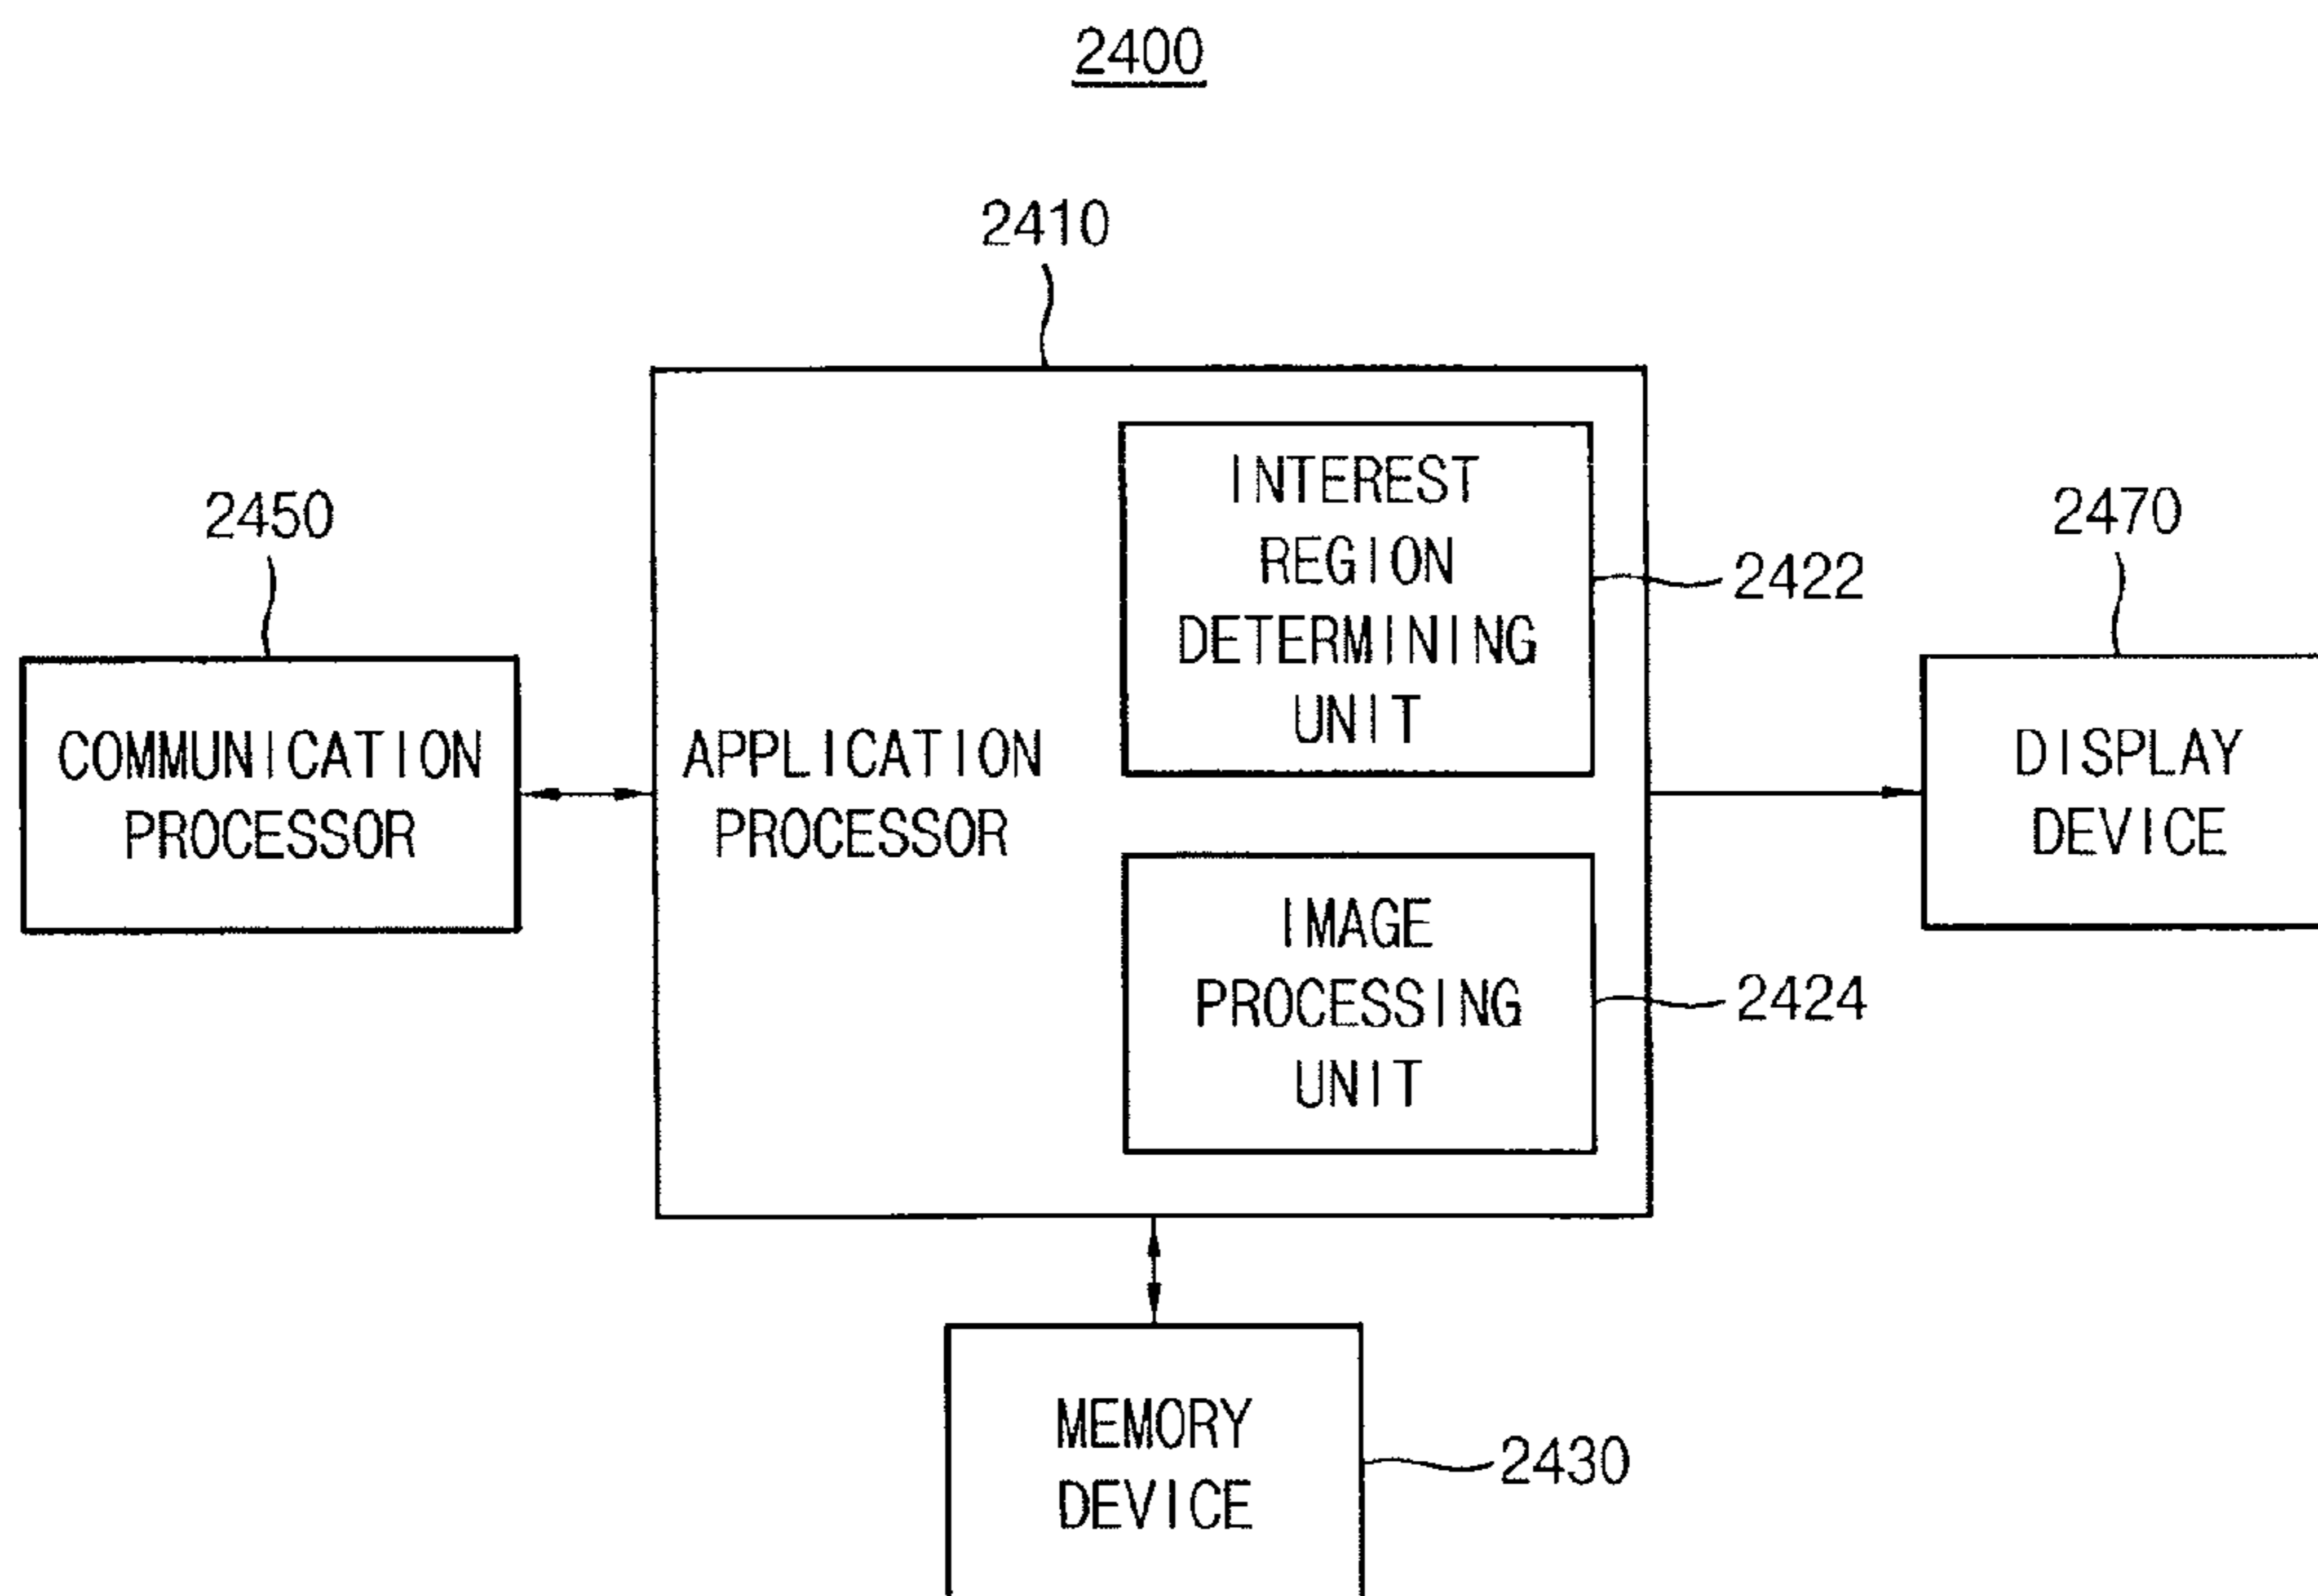 2400
2410
INTEREST
REGION
DETERMINING
UNIT
2422
2450
2470
COMMUNICATION
PROCESSOR
APPLICATION
PROCESSOR
DISPLAY
DEVICE
IMAGE
PROCESSING
UNIT
2424
MEMORY
DEVICE
2430